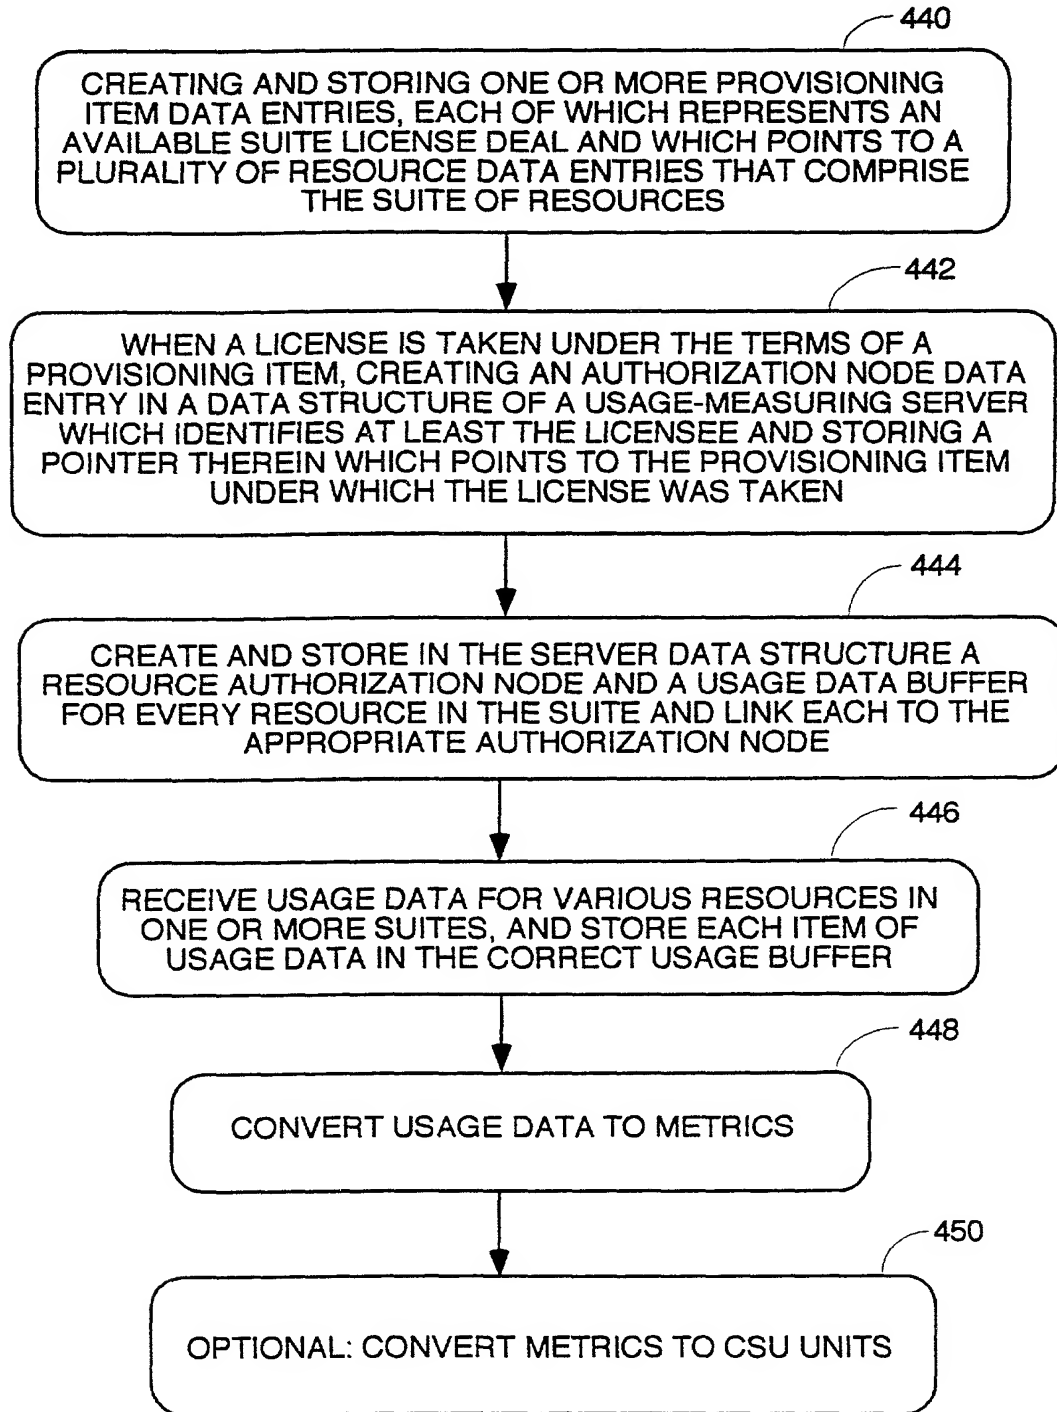 440
CREATING AND STORING ONE OR MORE PROVISIONING
ITEM DATA ENTRIES, EACH OF WHICH REPRESENTS AN
AVAILABLE SUITE LICENSE DEAL AND WHICH POINTS TO A
PLURALITY OF RESOURCE DATA ENTRIES THAT COMPRISE
THE SUITE OF RESOURCES
442
WHEN A LICENSE IS TAKEN UNDER THE TERMS OF A
PROVISIONING ITEM, CREATING AN AUTHORIZATION NODE DATA
ENTRY IN A DATA STRUCTURE OF A USAGE-MEASURING SERVER
WHICH IDENTIFIES AT LEAST THE LICENSEE AND STORING A
POINTER THEREIN WHICH POINTS TO THE PROVISIONING ITEM
UNDER WHICH THE LICENSE WAS TAKEN
444
CREATE AND STORE IN THE SERVER DATA STRUCTURE A
RESOURCE AUTHORIZATION NODE AND A USAGE DATA BUFFER
FOR EVERY RESOURCE IN THE SUITE AND LINK EACH TO THE
APPROPRIATE AUTHORIZATION NODE
446
RECEIVE USAGE DATA FOR VARIOUS RESOURCES IN
ONE OR MORE SUITES, AND STORE EACH ITEM OF
USAGE DATA IN THE CORRECT USAGE BUFFER
448
CONVERT USAGE DATA TO METRICS
450
OPTIONAL: CONVERT METRICS TO CSU UNITS